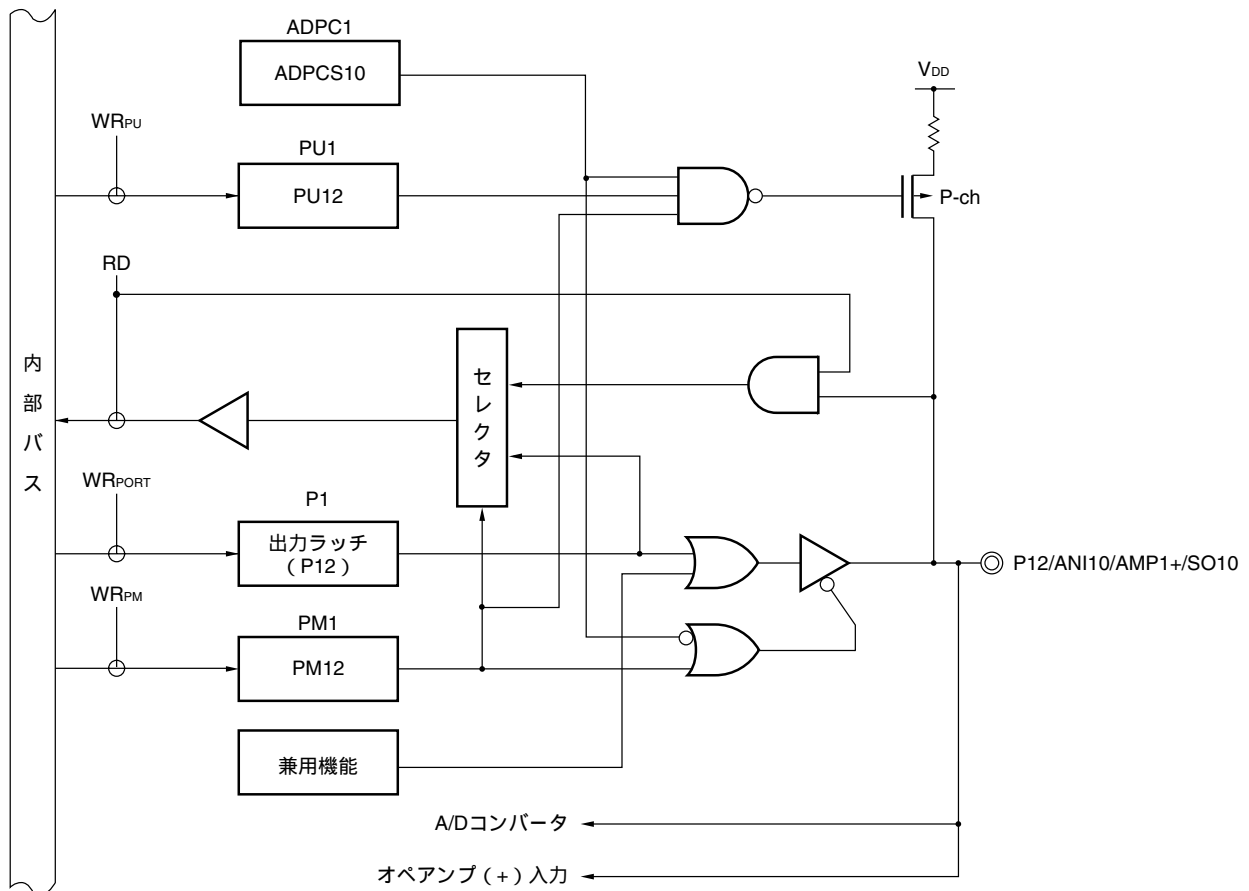 ADPC1
ADPCS10
VDD
WRPU
PU1
PU12
P-ch
RD
内部バス
セレクタ
WRPORT
P1
出力ラッチ
(P12)
P12/ANI10/AMP1+/SO10
WRPM
PM1
PM12
兼用機能
A/Dコンバータ
オペアンプ(+)入力